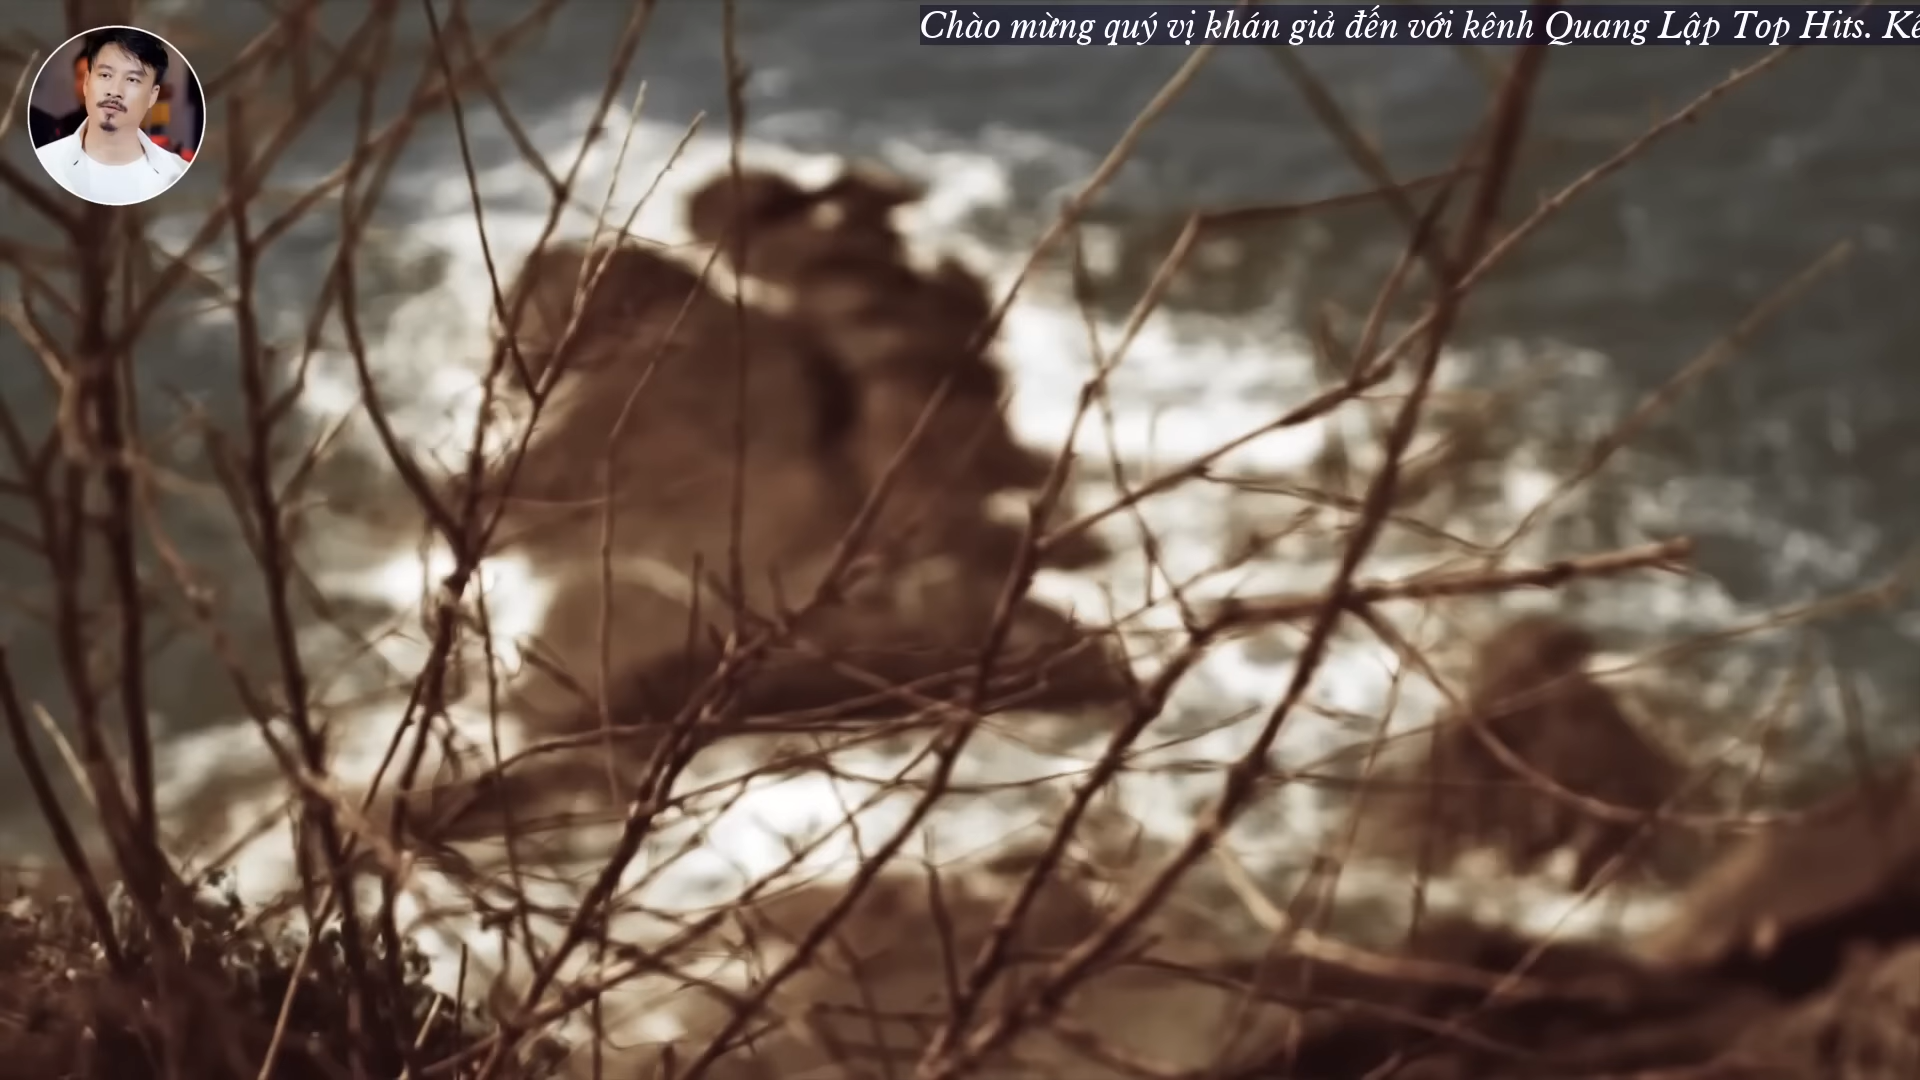 Chào mừng quý vị khán giả đến với kênh Quang Lập Top Hits.